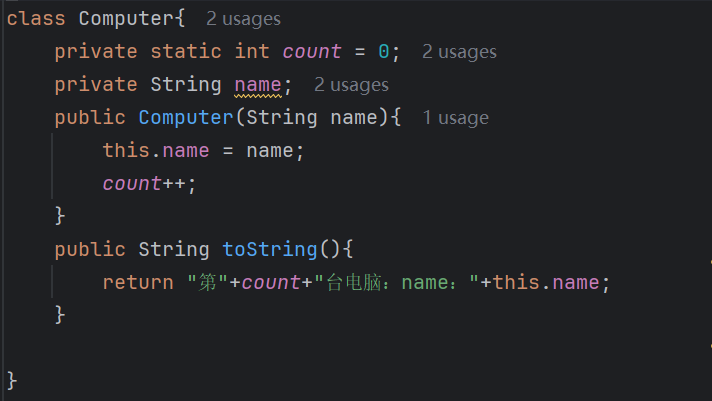 class Computer{ 2 usages
private static int count = 0; 2 usages
private String name; 2 usages
public Computer(String name){ 1 usage
this.name = name;
count++;
}
public String toString(){
return "第"+count+"台电脑：name："+this.name;
}
}